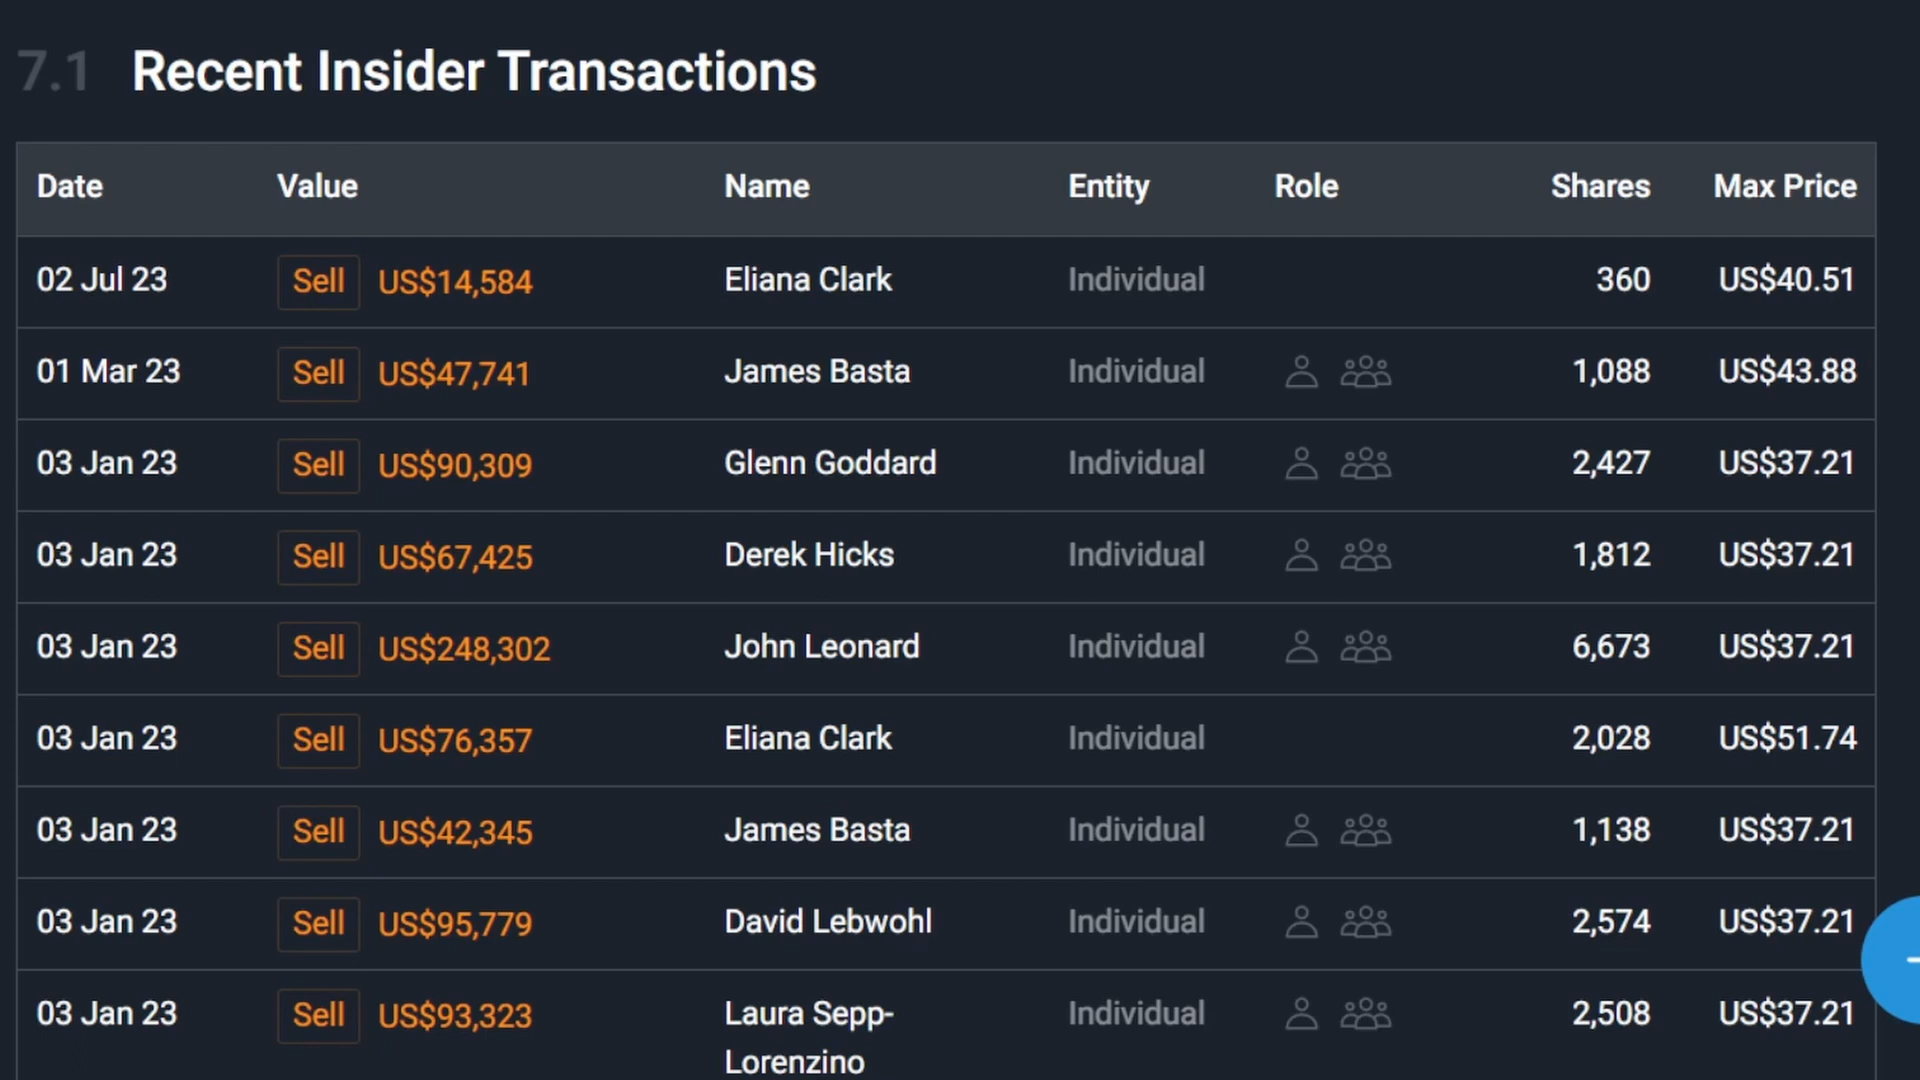 7.1 Recent Insider Transactions
Date Value Name Entity Role Shares Max Price
02 Jul 23 Sell US$14,584 Eliana Clark Individual 360 US$40.51
01 Mar 23 Sell US$47,741 James Basta Individual 1,088 US$43.88
03 Jan 23 Sell US$90,309 Glenn Goddard Individual 2,427 US$37.21
03 Jan 23 Sell US$67,425 Derek Hicks Individual 1,812 US$37.21
03 Jan 23 Sell US$248,302 John Leonard Individual 6,673 US$37.21
03 Jan 23 Sell US$76,357 Eliana Clark Individual 2,028 US$51.74
03 Jan 23 Sell US$42,345 James Basta Individual 1,138 US$37.21
03 Jan 23 Sell US$95,779 David Lebwohl Individual 2,574 US$37.21
03 Jan 23 Sell US$93,323 Laura Sepp- Individual 2,508 US$37.21
Lorenzino